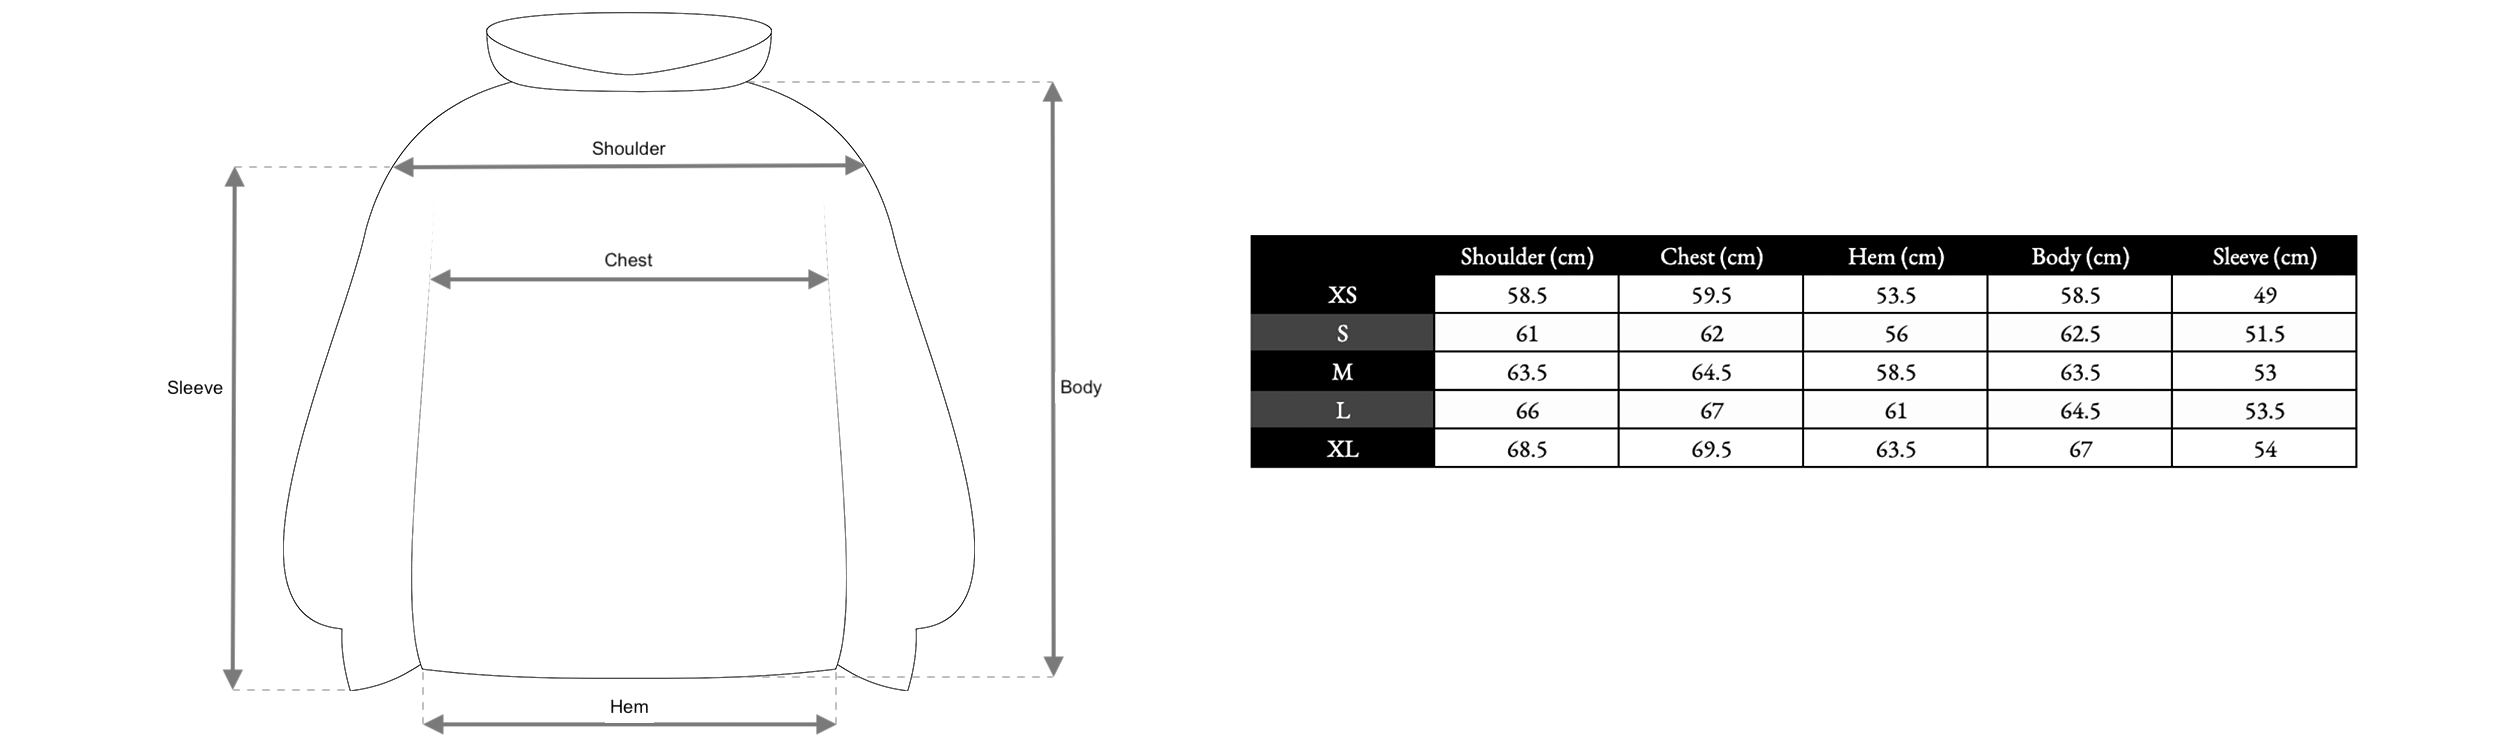 Shoulder
Chest
Sleeve
Body
Hem
Shoulder (cm) Chest (cm) Hem (cm) Body (cm) Sleeve (cm)
XS 58.5 59.5 53.5 58.5 49
S 61 62 56 62.5 51.5
M 63.5 64.5 58.5 63.5 53
L 66 67 61 64.5 53.5
XL 68.5 69.5 63.5 67 54